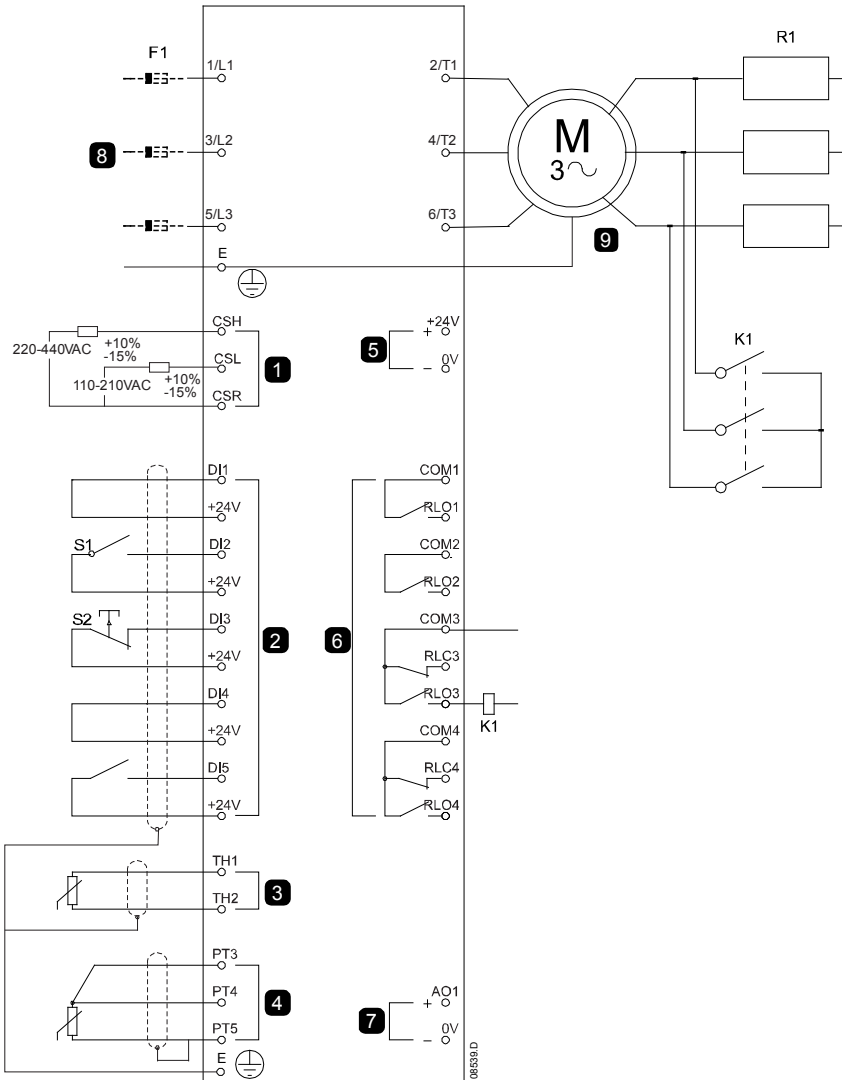 F1
R1
1/L1
2/T1
8
3/L2
M
3
4/T2
5/L3
6/T3
9
E
CSH
220-440VAC
+10%
-15%
CSL
110-210VAC
+10%
-15%
CSR
1
5
+24V
+
0V
–
K1
DI1
+24V
S1
DI2
+24V
S2
DI3
+24V
DI4
+24V
DI5
+24V
2
6
COM1
RLO1
COM2
RLO2
COM3
RLC3
RLO3
K1
COM4
RLC4
RLO4
TH1
TH2
3
PT3
PT4
PT5
E
4
7
AO1
+
0V
–
08539.D